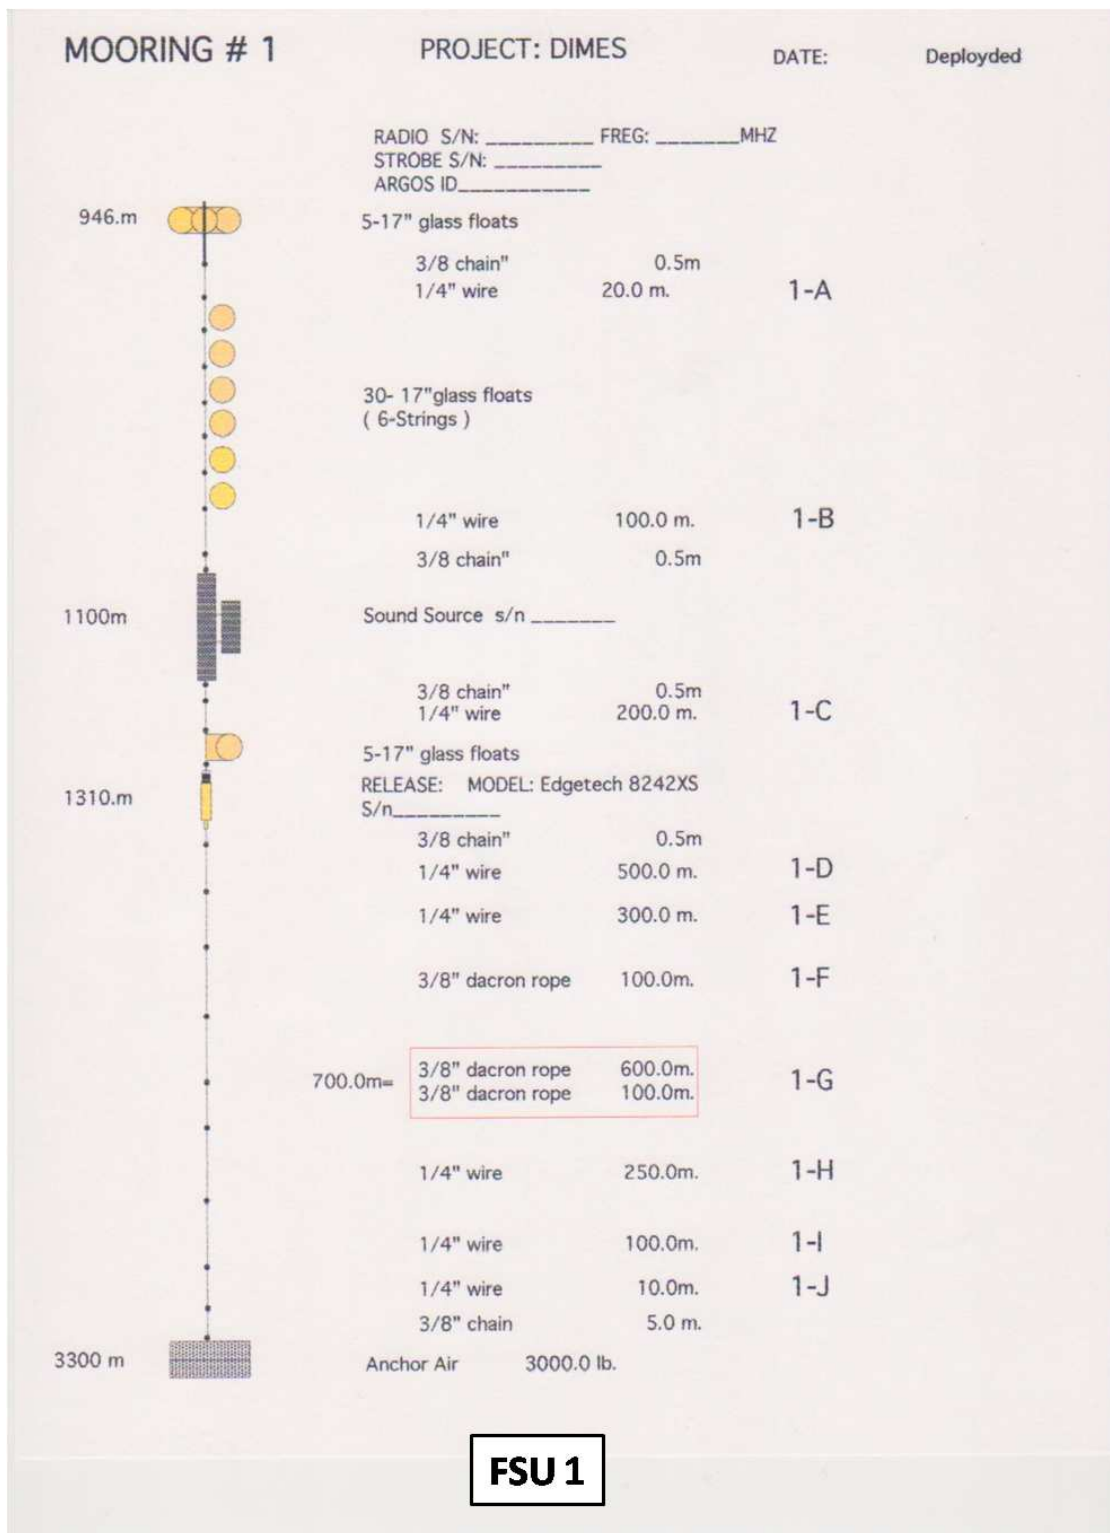 MOORING # 1 PROJECT: DIMES DATE: Deployded
RADIO S/N: __________ FREG: _______MHZ
STROBE S/N: __________
ARGOS ID___________
946.m 5-17" glass floats
3/8 chain" 0.5m
1/4" wire 20.0 m. 1-A
30- 17"glass floats
( 6-Strings )
1/4" wire 100.0 m. 1-B
3/8 chain" 0.5m
1100m Sound Source s/n _______
3/8 chain" 0.5m
1/4" wire 200.0 m. 1-C
5-17" glass floats
RELEASE: MODEL: Edgetech 8242XS
1310.m S/n_________
3/8 chain" 0.5m
1/4" wire 500.0 m. 1-D
1/4" wire 300.0 m. 1-E
3/8" dacron rope 100.0m. 1-F
3/8" dacron rope 600.0m.
700.0m= 3/8" dacron rope 100.0m. 1-G
1/4" wire 250.0m. 1-H
1/4" wire 100.0m. 1-I
1/4" wire 10.0m. 1-J
3/8" chain 5.0 m.
3300 m Anchor Air 3000.0 lb.
FSU 1